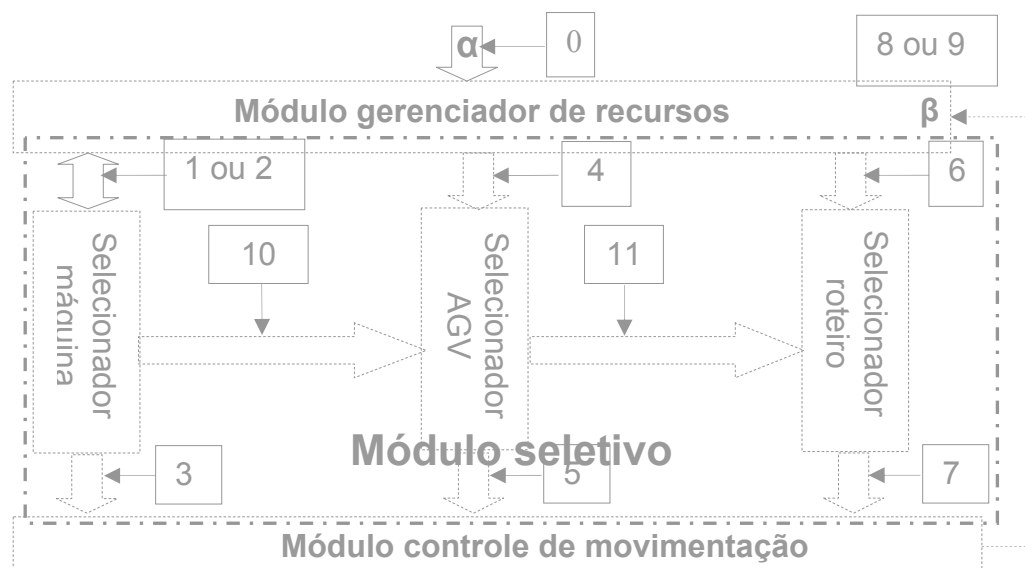 α
0
8 ou 9
Módulo gerenciador de recursos
β
1 ou 2
4
6
Selecionador
máquina
10
Selecionador
AGV
11
Selecionador
roteiro
Módulo seletivo
3
5
7
Módulo controle de movimentação